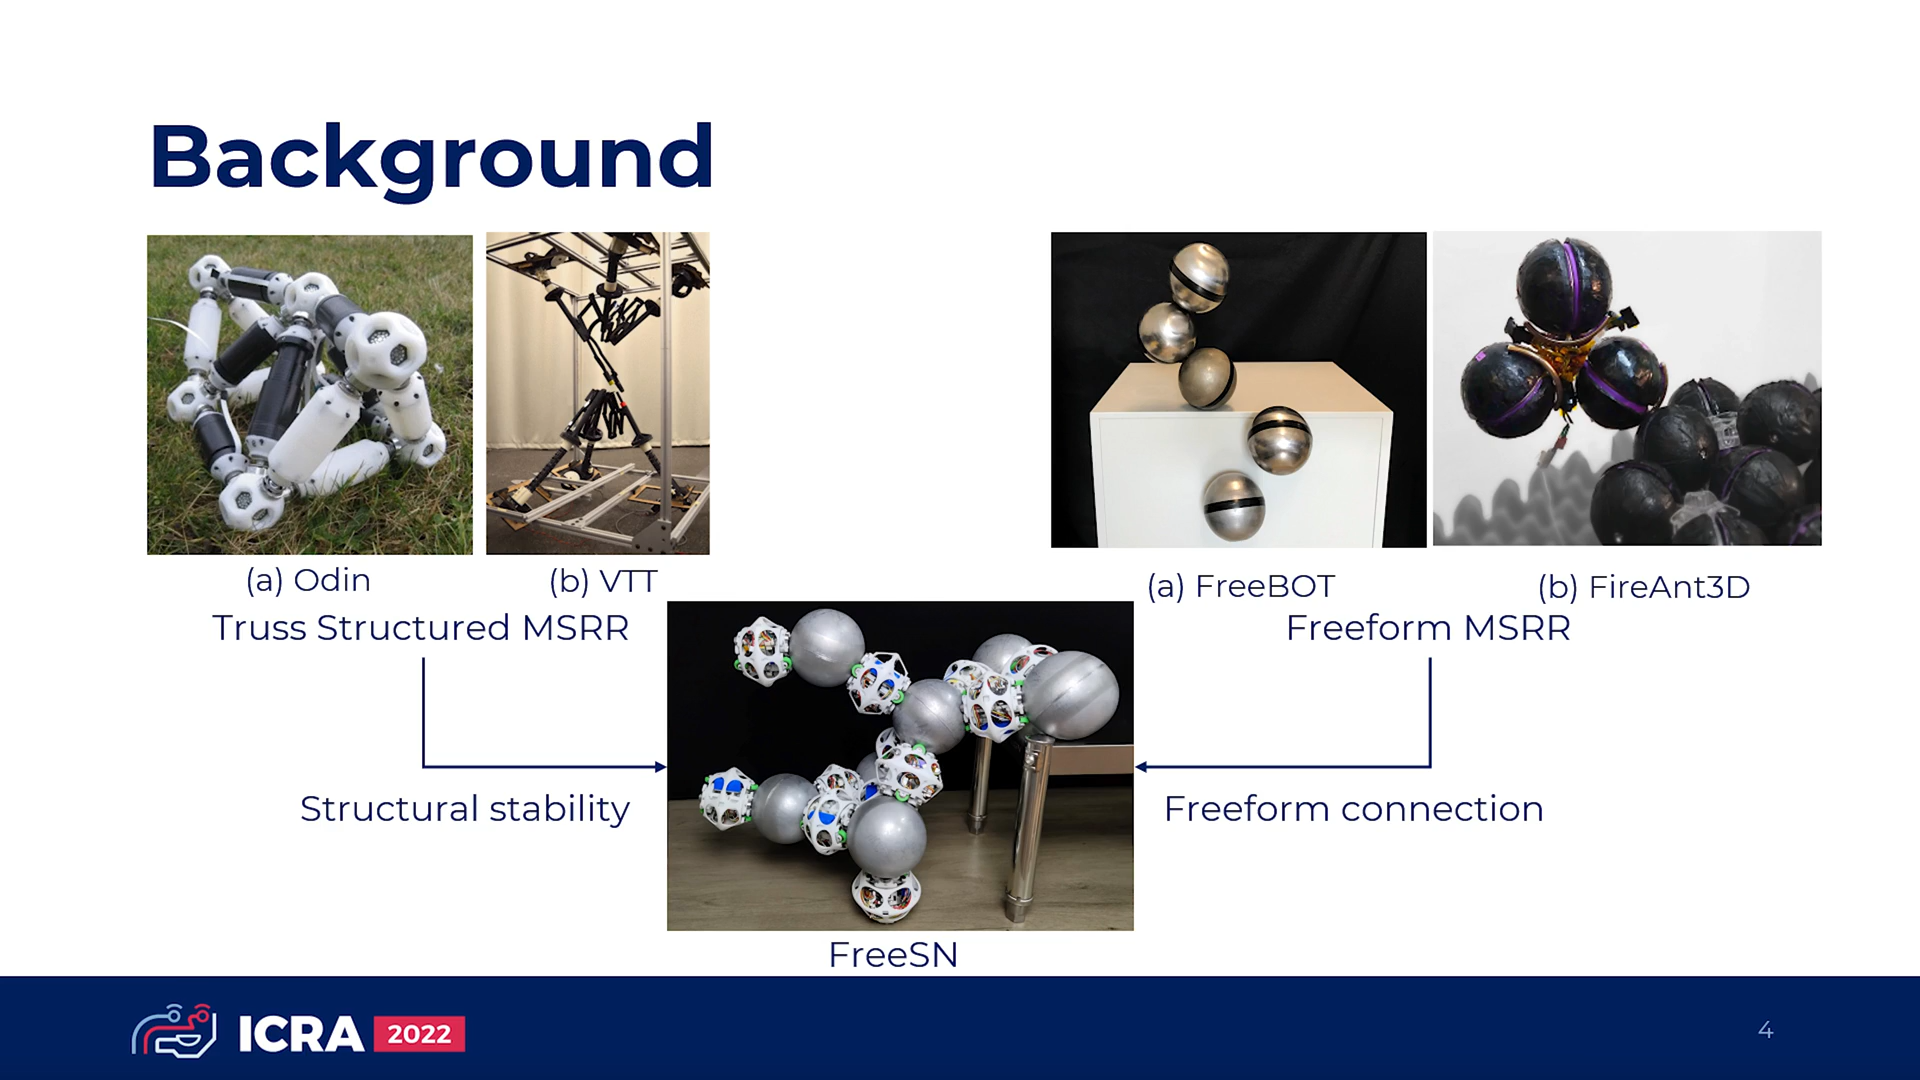 Background
(a) Odin
(b) VTT
Truss Structured MSRR
(a) FreeBOT
(b) FireAnt3D
Freeform MSRR
Structural stability
Freeform connection
FreeSN
ICRA 2022
4